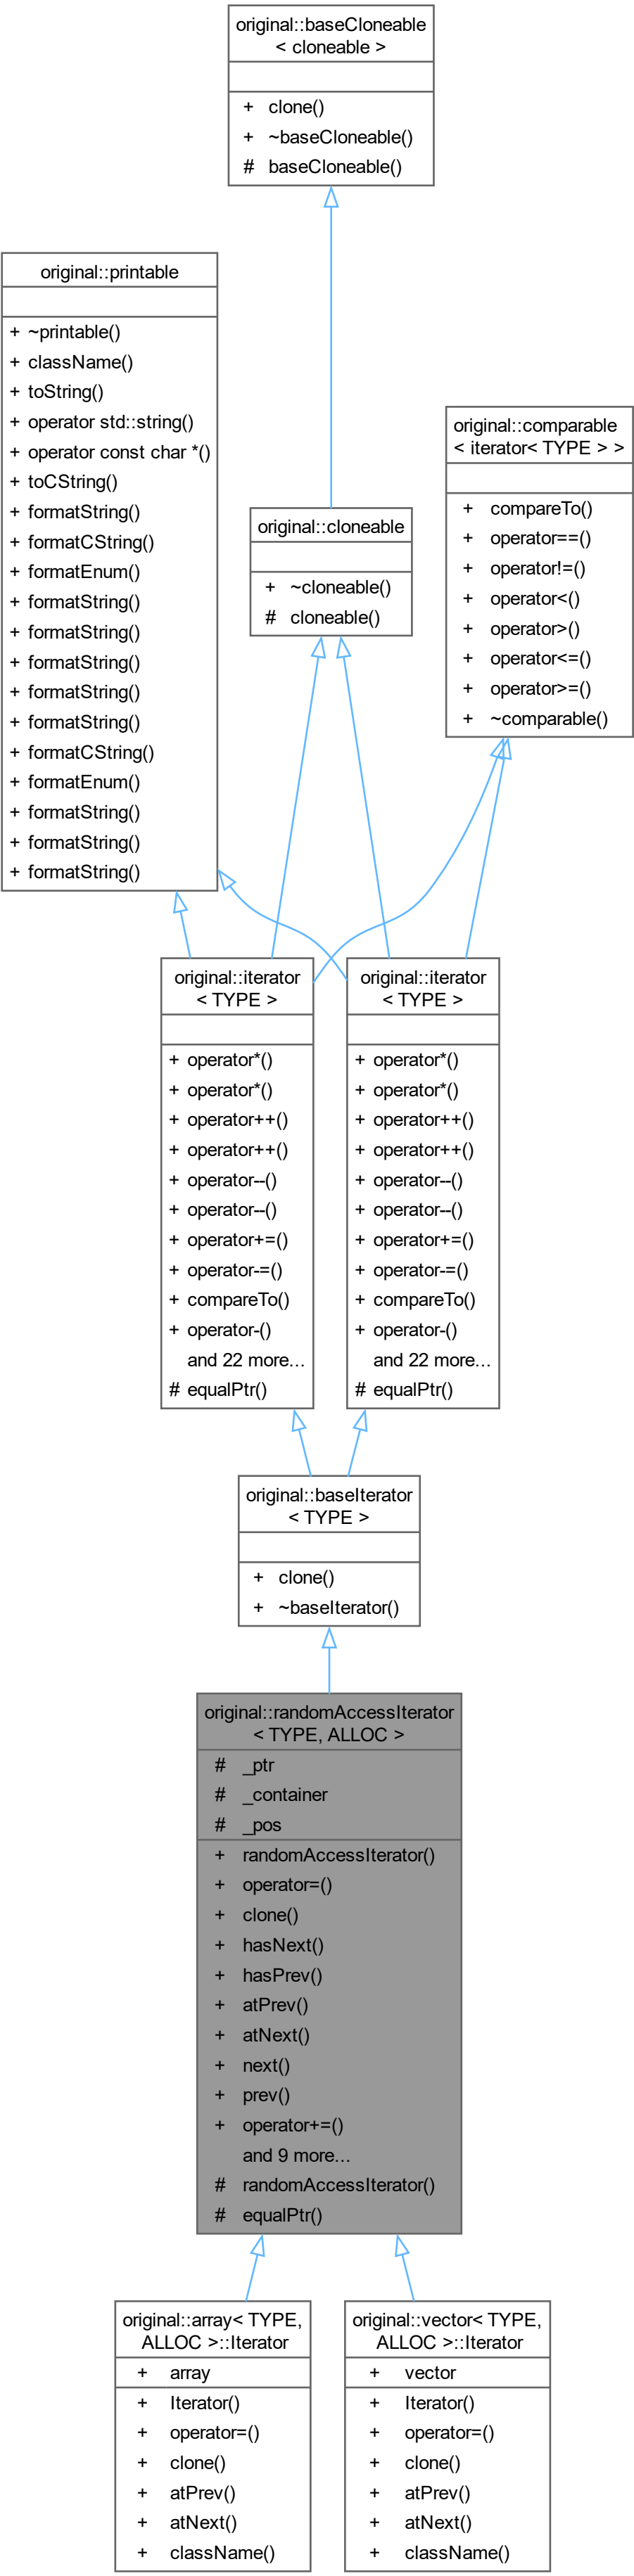 original::baseCloneable
< cloneable >
+ clone()
+ ~baseCloneable()
# baseCloneable()
original::printable
+ ~printable()
+ className()
+ toString()
+ operator std::string()
+ operator const char *()
+ toCString()
+ formatString()
+ formatCString()
+ formatEnum()
+ formatString()
+ formatString()
+ formatString()
+ formatString()
+ formatString()
+ formatCString()
+ formatEnum()
+ formatString()
+ formatString()
+ formatString()
original::comparable
< iterator< TYPE > >
+ compareTo()
+ operator==()
+ operator!=()
+ operator<()
+ operator>()
+ operator<=()
+ operator>=()
+ ~comparable()
original::cloneable
+ ~cloneable()
# cloneable()
original::iterator
< TYPE >
+ operator*()
+ operator*()
+ operator++()
+ operator++()
+ operator--()
+ operator--()
+ operator+=()
+ operator-=()
+ compareTo()
+ operator-()
and 22 more...
# equalPtr()
original::iterator
< TYPE >
+ operator*()
+ operator*()
+ operator++()
+ operator++()
+ operator--()
+ operator--()
+ operator+=()
+ operator-=()
+ compareTo()
+ operator-()
and 22 more...
# equalPtr()
original::baseIterator
< TYPE >
+ clone()
+ ~baseIterator()
original::randomAccessIterator
< TYPE, ALLOC >
# _ptr
# _container
# _pos
+ randomAccessIterator()
+ operator=()
+ clone()
+ hasNext()
+ hasPrev()
+ atPrev()
+ atNext()
+ next()
+ prev()
+ operator+=()
and 9 more...
# randomAccessIterator()
# equalPtr()
original::array< TYPE,
ALLOC >::Iterator
+ array
+ Iterator()
+ operator=()
+ clone()
+ atPrev()
+ atNext()
+ className()
original::vector< TYPE,
ALLOC >::Iterator
+ vector
+ Iterator()
+ operator=()
+ clone()
+ atPrev()
+ atNext()
+ className()